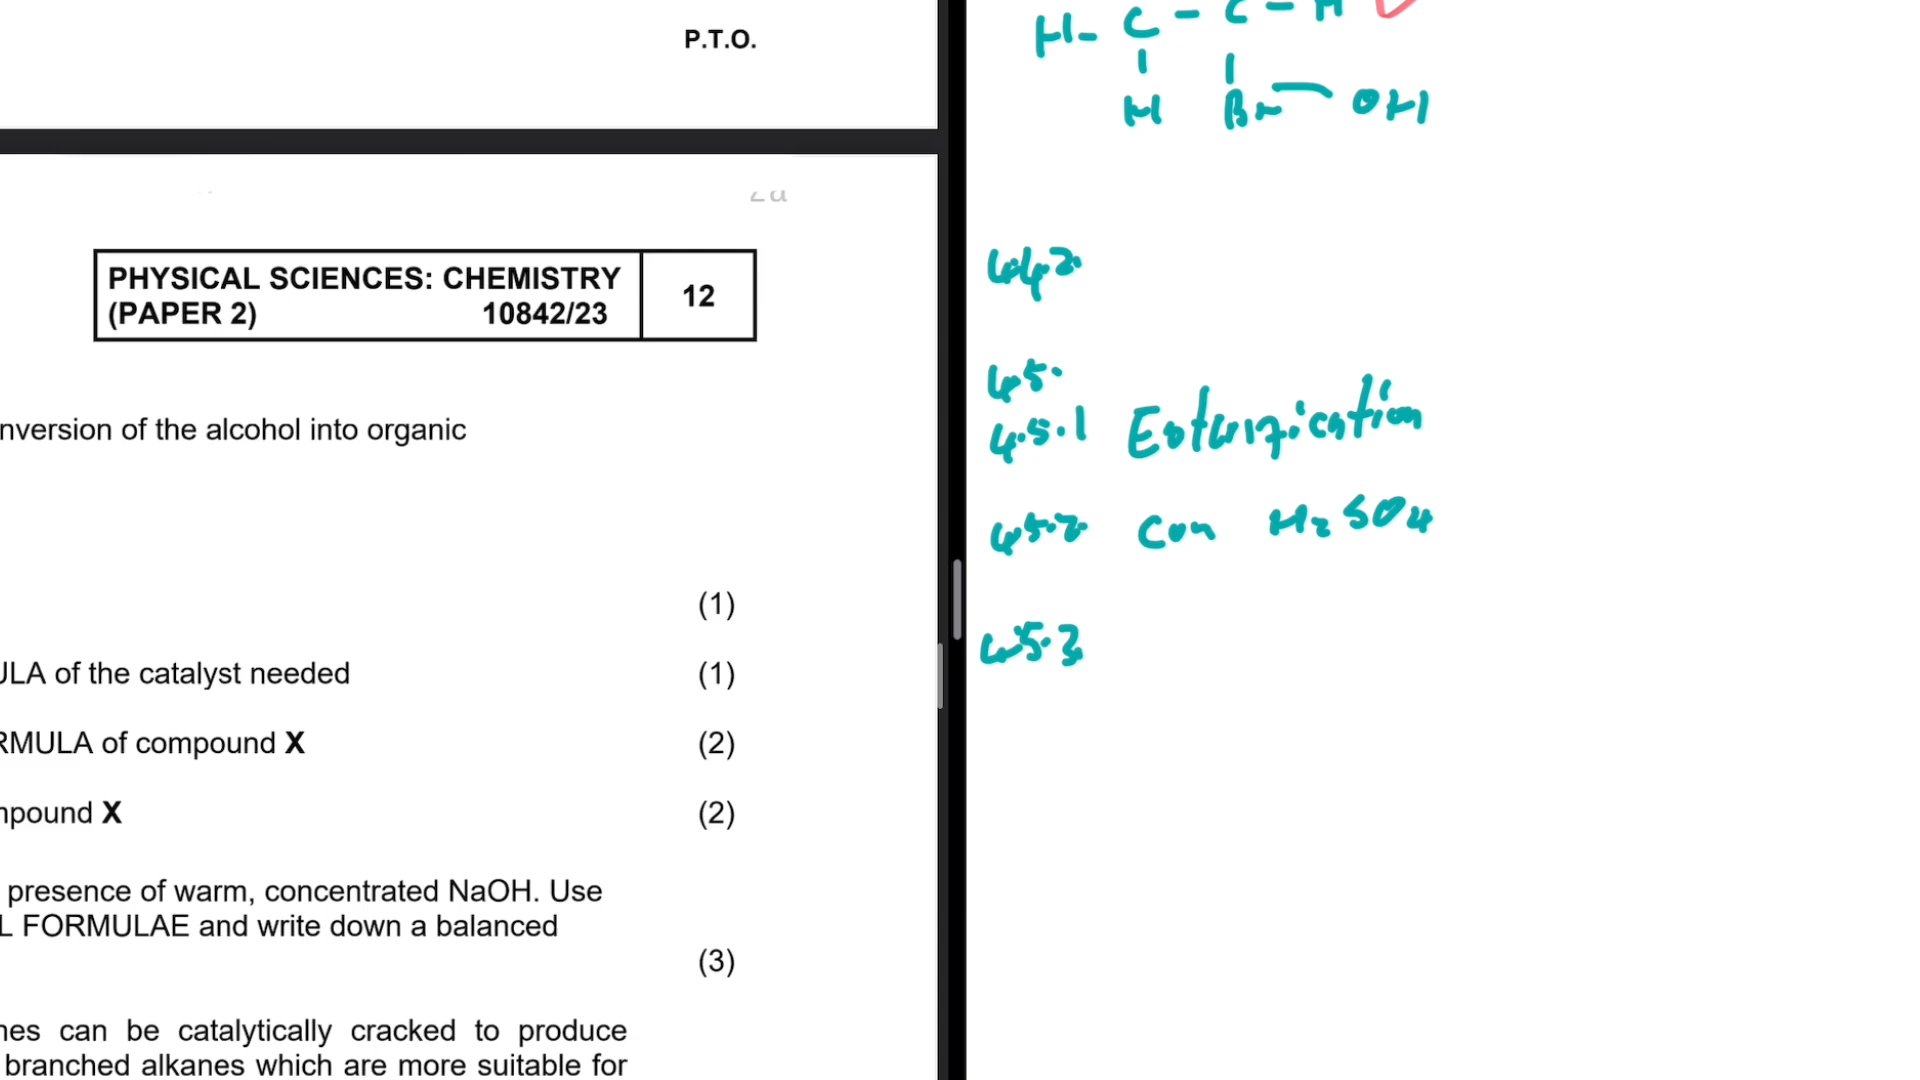 P.T.O.
PHYSICAL SCIENCES: CHEMISTRY
(PAPER 2) 10842/23
12
nversion of the alcohol into organic
(1)
ULA of the catalyst needed (1)
RMULA of compound X (2)
mpound X (2)
presence of warm, concentrated NaOH. Use
L FORMULAE and write down a balanced
(3)
nes can be catalytically cracked to produce
branched alkanes which are more suitable for
H - C - C - H
H Br OH
4.4.2
4.5.
4.5.1 Esterification
4.5.2 Con H2SO4
4.5.3